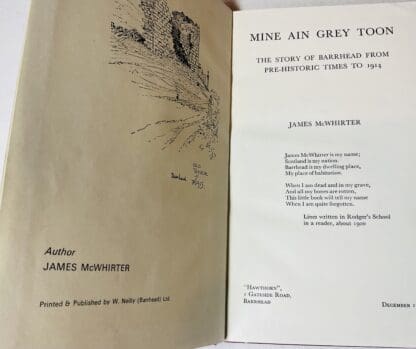 Barrhead
Author
JAMES McWHIRTER
Printed & Published by W. Neilly (Barrhead) Ltd
MINE AIN GREY TOON
THE STORY OF BARRHEAD FROM
PRE-HISTORIC TIMES TO 1914
JAMES McWHIRTER
James McWhirter is my name;
Scotland is my nation.
Barrhead is my dwelling place,
My place of habitation.
When I am dead and in my grave,
And all my bones are rotten,
This little book will tell my name
When I am quite forgotten.
Lines written in Rodger's School
in a reader, about 1900
"HAWTHORN",
1 GATESIDE ROAD,
BARRHEAD
DECEMBER 1